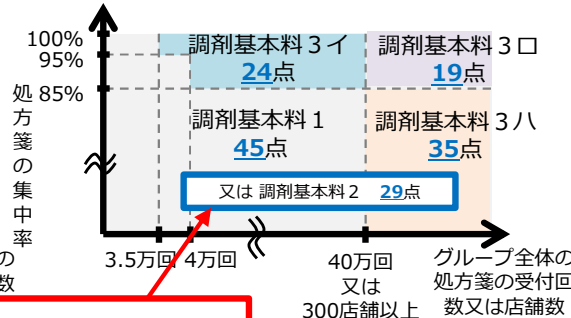 100%
95%
85%
処方箋の集中率
調剤基本料３イ
24点
調剤基本料３ロ
19点
調剤基本料１
45点
調剤基本料３ハ
35点
又は 調剤基本料２ 29点
の
数
3.5万回
4万回
40万回
又は
300店舗以上
グループ全体の
処方箋の受付回
数又は店舗数